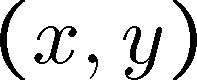 (x, y)